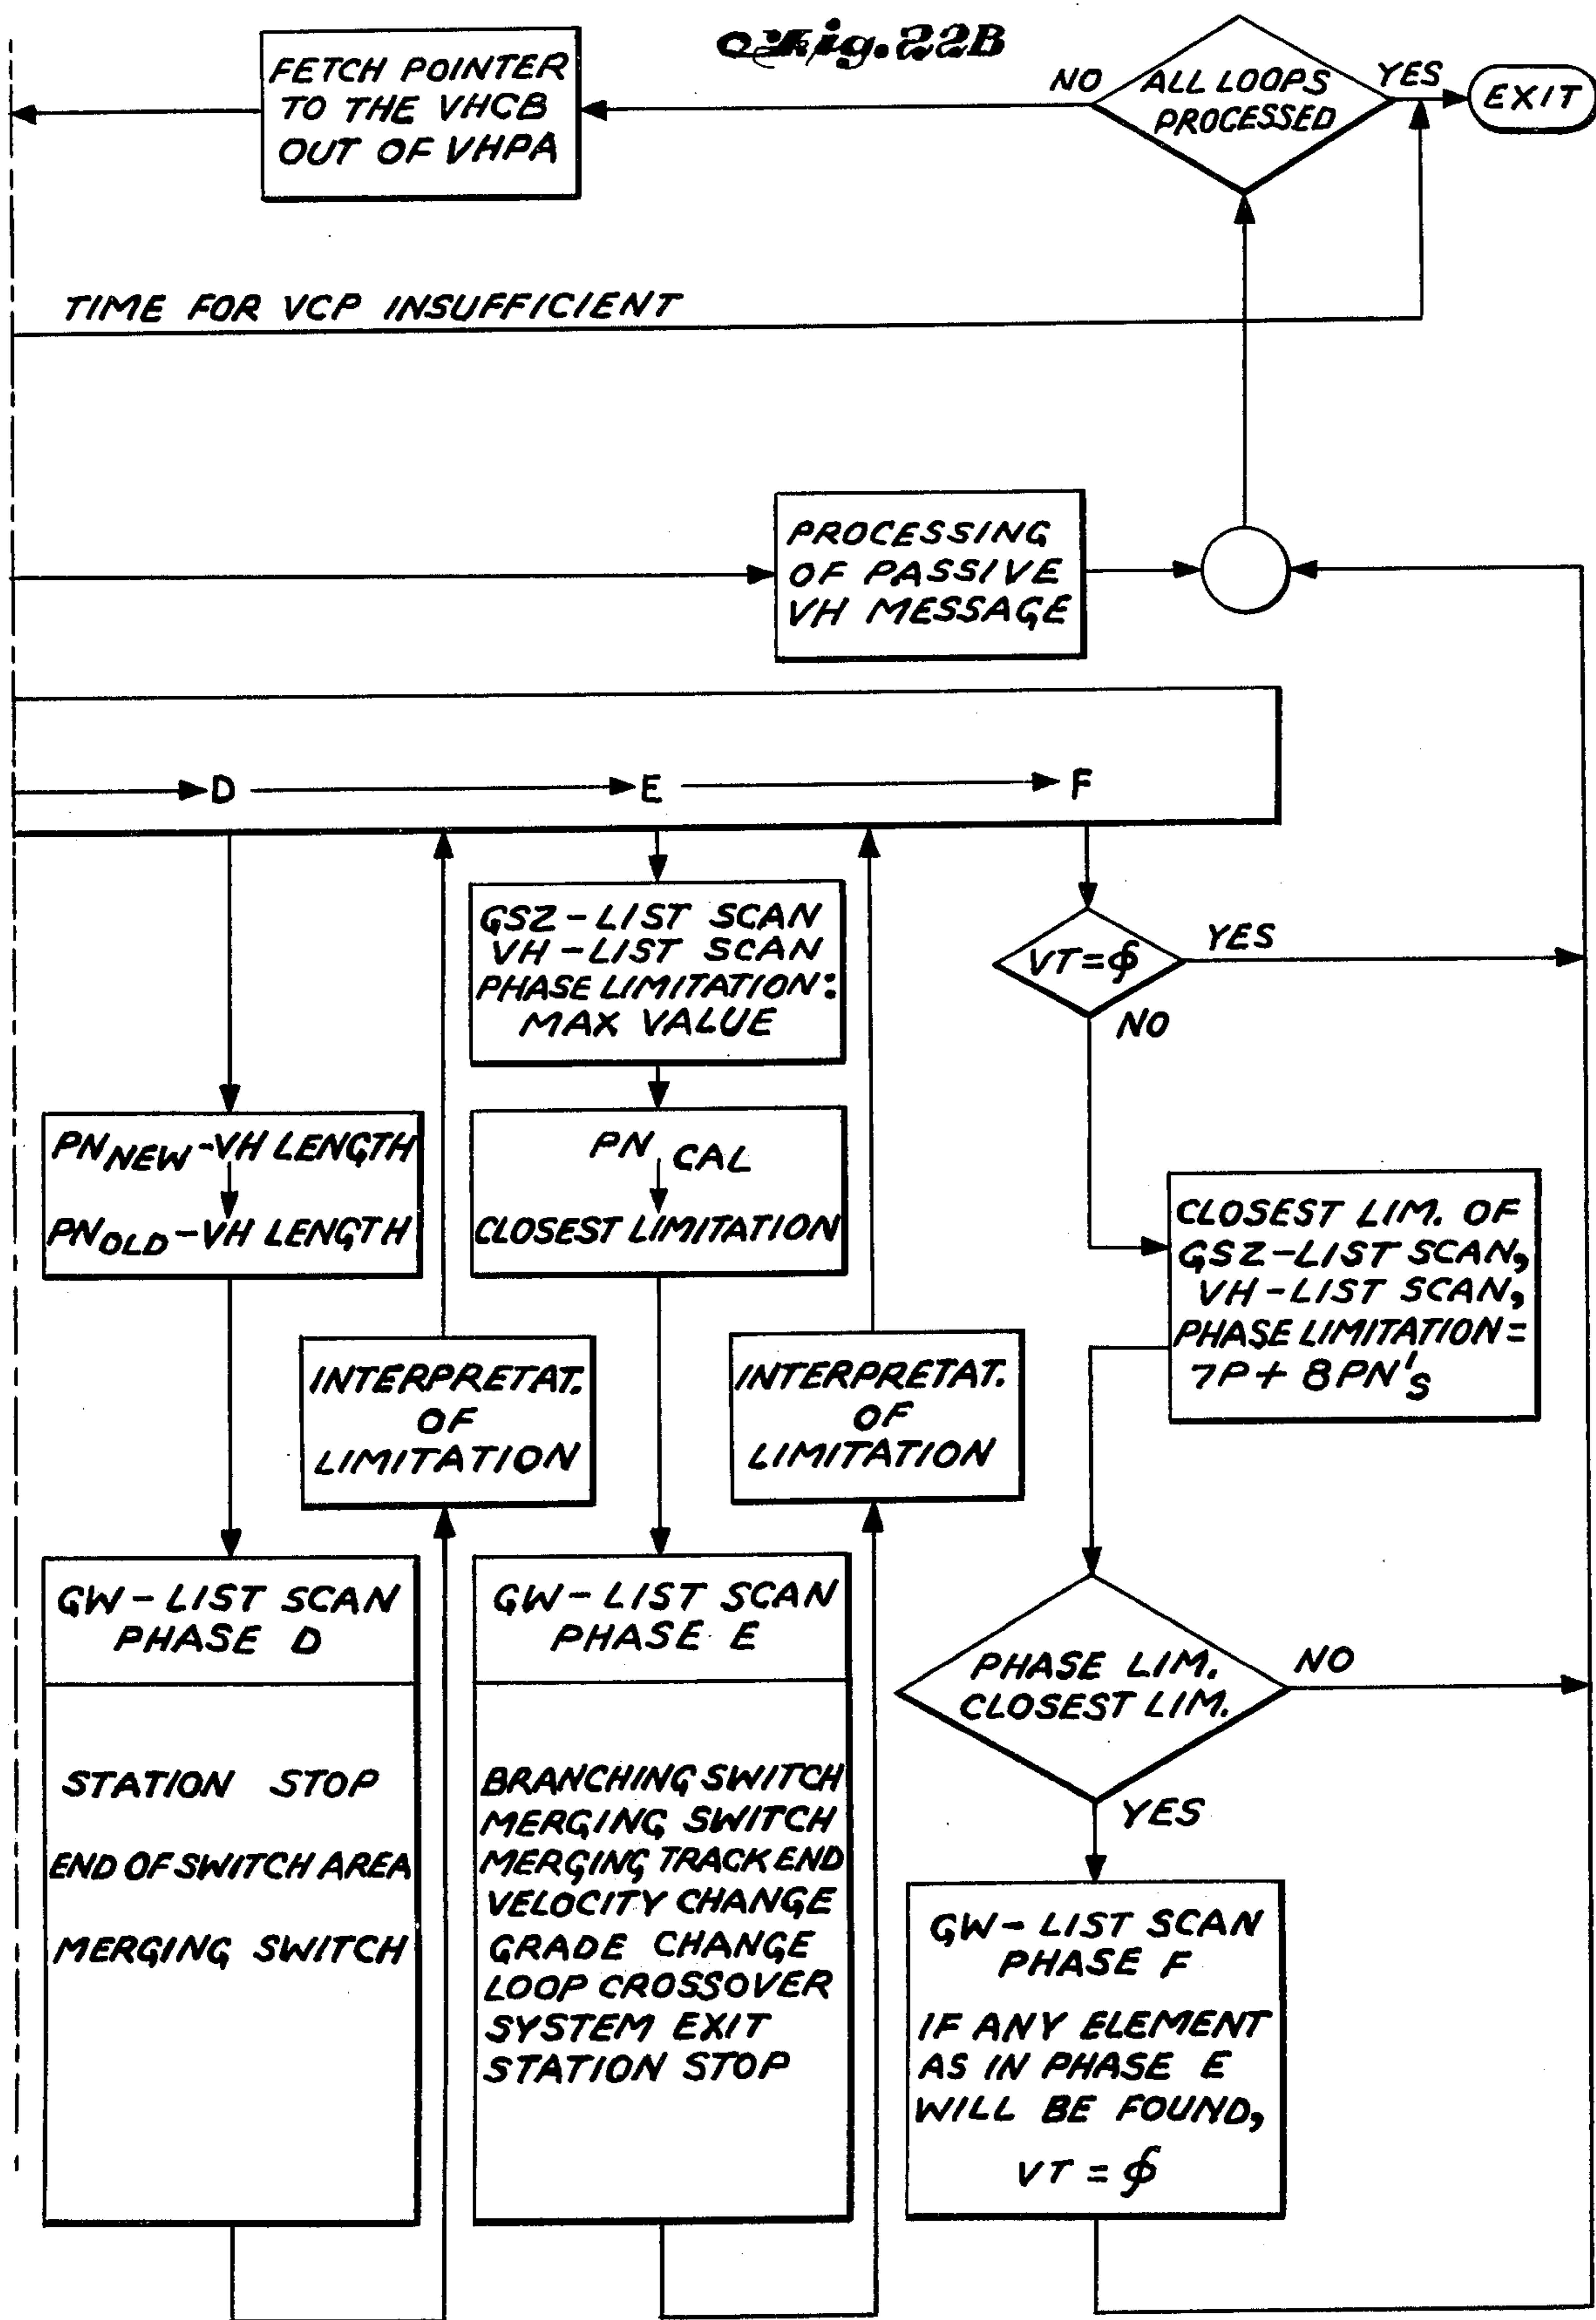 Fig. 22B
FETCH POINTER
TO THE VHCB
OUT OF VHPA
NO
ALL LOOPS
PROCESSED
YES
EXIT
TIME FOR VCP INSUFFICIENT
PROCESSING
OF PASSIVE
VH MESSAGE
D
E
F
GSZ-LIST SCAN
VH-LIST SCAN
PHASE LIMITATION:
MAX VALUE
VT=∮
YES
NO
PN NEW -VH LENGTH
PN OLD -VH LENGTH
PN CAL
CLOSEST LIMITATION
CLOSEST LIM. OF
GSZ-LIST SCAN,
VH-LIST SCAN,
PHASE LIMITATION=
7P+ 8PN'S
INTERPRETAT.
OF
LIMITATION
INTERPRETAT.
OF
LIMITATION
GW-LIST SCAN
PHASE D
STATION STOP
END OF SWITCH AREA
MERGING SWITCH
GW-LIST SCAN
PHASE E
BRANCHING SWITCH
MERGING SWITCH
MERGING TRACK END
VELOCITY CHANGE
GRADE CHANGE
LOOP CROSSOVER
SYSTEM EXIT
STATION STOP
PHASE LIM.
CLOSEST LIM.
NO
YES
GW-LIST SCAN
PHASE F
IF ANY ELEMENT
AS IN PHASE E
WILL BE FOUND,
VT = ∮